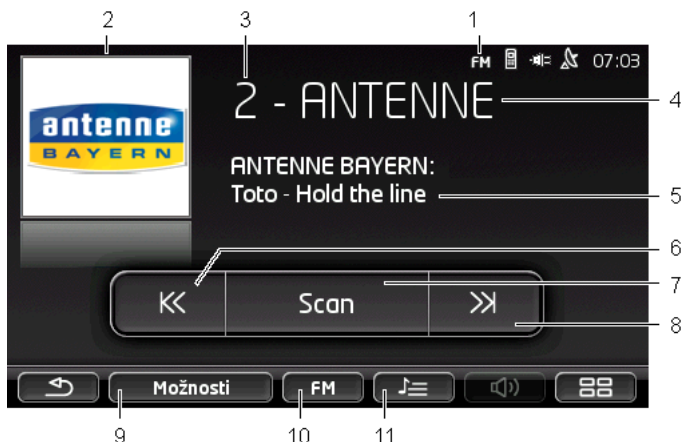 2 3 1
FM 07:03
2 - ANTENNE
4
antenne
BAYERN
ANTENNE BAYERN:
Toto - Hold the line
5
6
Scan
7
8
Možnosti
FM
9 10 11